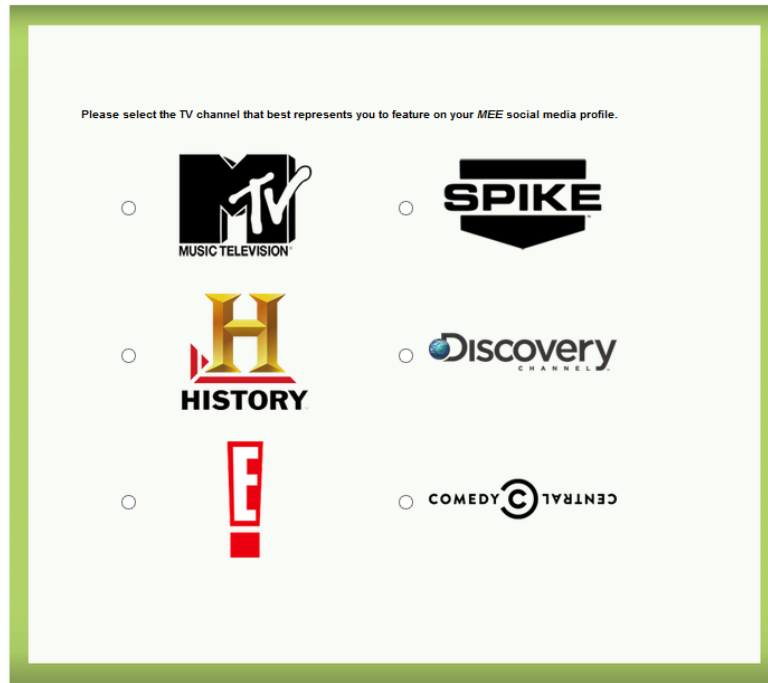 Please select the TV channel that best represents you to feature on your MEE social media profile.
MTV
MUSIC TELEVISION
SPIKE
H
HISTORY
Discovery
CHANNEL
E!
COMEDY C CENTRAL